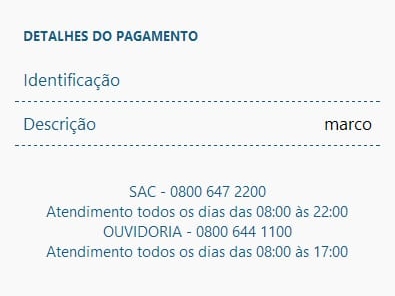 DETALHES DO PAGAMENTO
Identificação
Descrição marco
SAC - 0800 647 2200
Atendimento todos os dias das 08:00 às 22:00
OUVIDORIA - 0800 644 1100
Atendimento todos os dias das 08:00 às 17:00